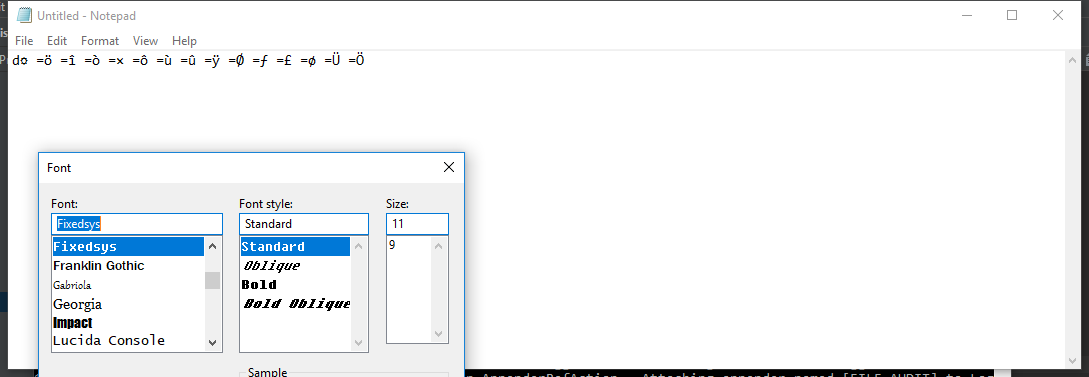 Untitled - Notepad
File Edit Format View Help
d¤ =ö =î =ò =× =ô =ù =û =ÿ =Ø =ƒ =£ =ø =Ü =Ö
Font
Font: Font style: Size:
Fixedsys Standard 11
Fixedsys Standard 9
Franklin Gothic Oblique
Gabriola Bold
Georgia Bold Oblique
Impact
Lucida Console
Sample